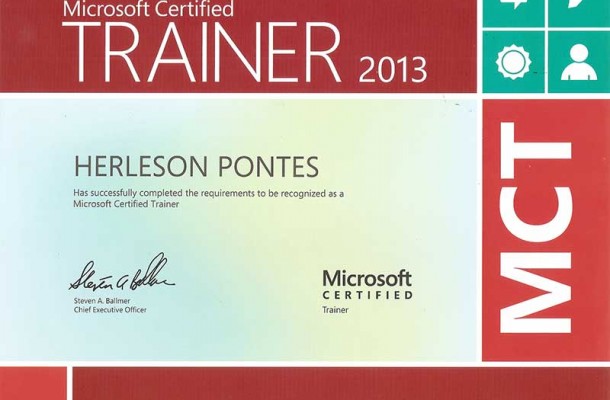 Microsoft Certified
TRAINER 2013
HERLESON PONTES
Has successfully completed the requirements to be recognized as a
Microsoft Certified Trainer
Steven A Ballmer
Steven A. Ballmer
Chief Executive Officer
Microsoft
CERTIFIED
Trainer
MCT